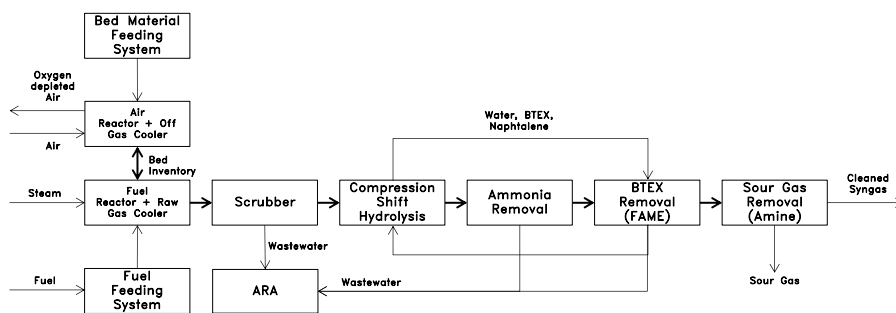 Bed Material
Feeding
System
Oxygen
depleted
Air
Air
Reactor + Off
Gas Cooler
Air
Bed
Inventory
Water, BTEX,
Naphtalene
Steam
Fuel
Reactor + Raw
Gas Cooler
Scrubber
Compression
Shift
Hydrolysis
Ammonia
Removal
BTEX
Removal
(FAME)
Sour Gas
Removal
(Amine)
Cleaned
Syngas
Wastewater
Fuel
Fuel
Feeding
System
ARA
Wastewater
Sour Gas